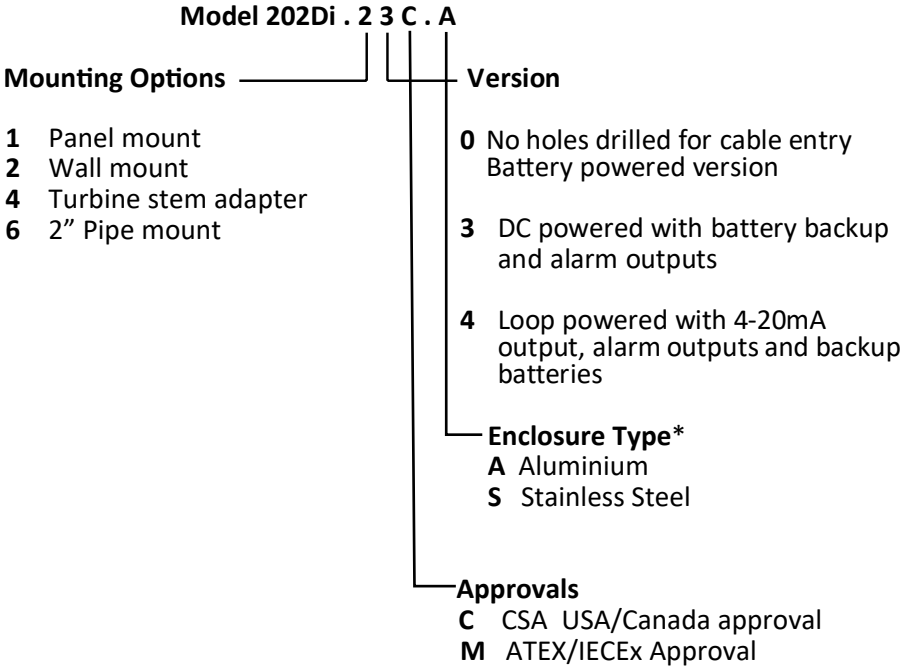 Model 202Di . 2 3 C . A
Mounting Options
1 Panel mount
2 Wall mount
4 Turbine stem adapter
6 2” Pipe mount
Version
0 No holes drilled for cable entry
Battery powered version
3 DC powered with battery backup
and alarm outputs
4 Loop powered with 4-20mA
output, alarm outputs and backup
batteries
Enclosure Type*
A Aluminium
S Stainless Steel
Approvals
C CSA USA/Canada approval
M ATEX/IECEx Approval